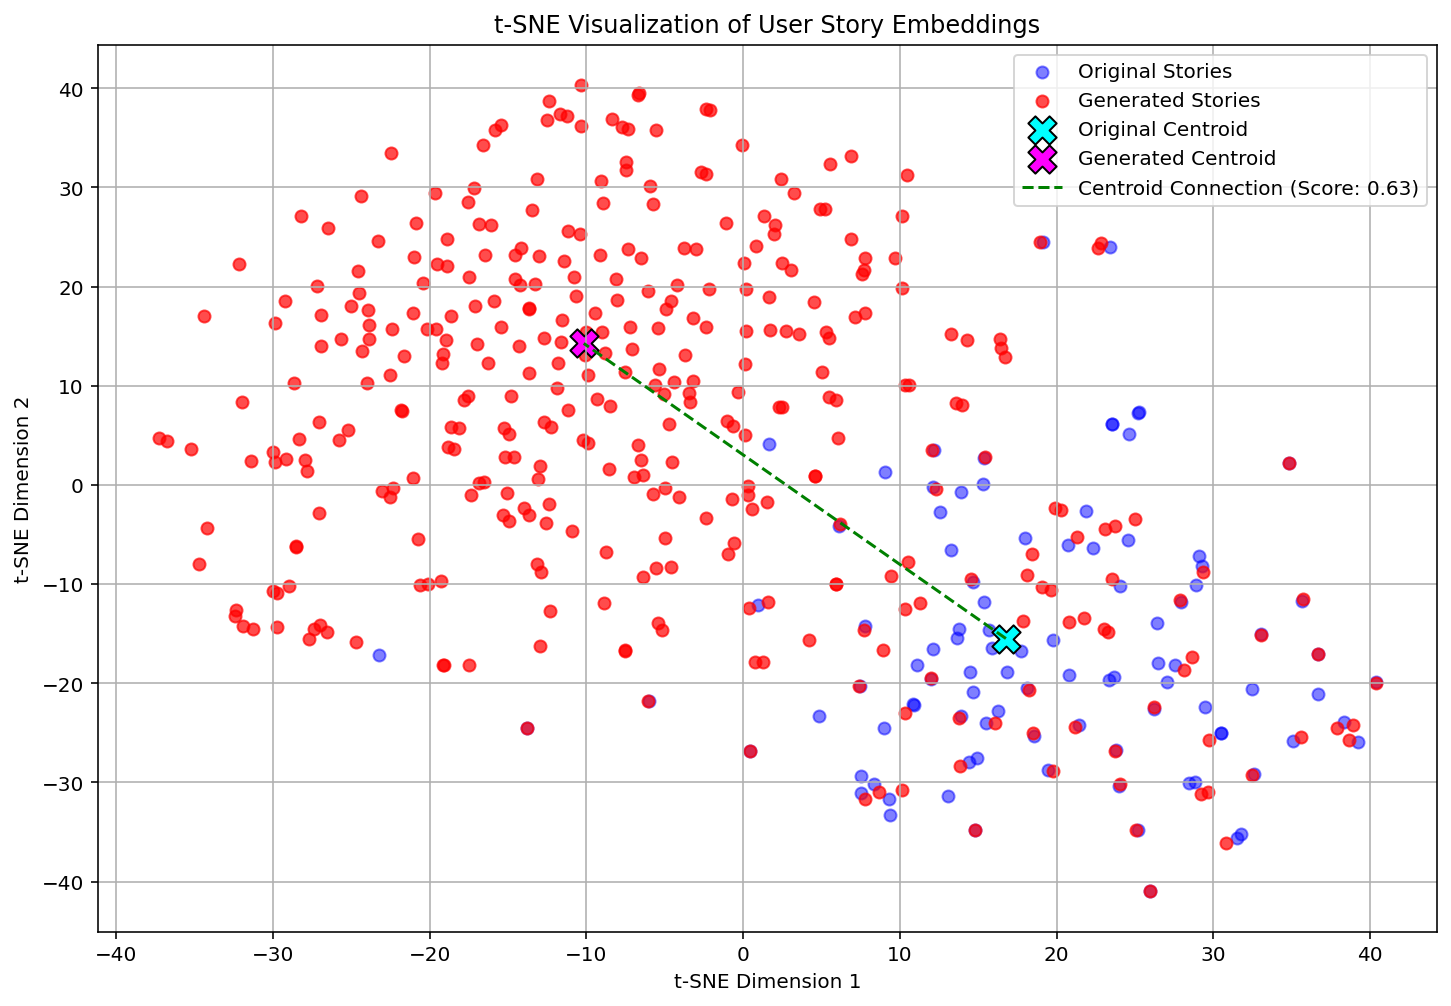 t-SNE Visualization of User Story Embeddings
Original Stories
Generated Stories
Original Centroid
Generated Centroid
Centroid Connection (Score: 0.63)
t-SNE Dimension 2
40
30
20
10
0
−10
−20
−30
−40
−40
−30
−20
−10
0
10
20
30
40
t-SNE Dimension 1